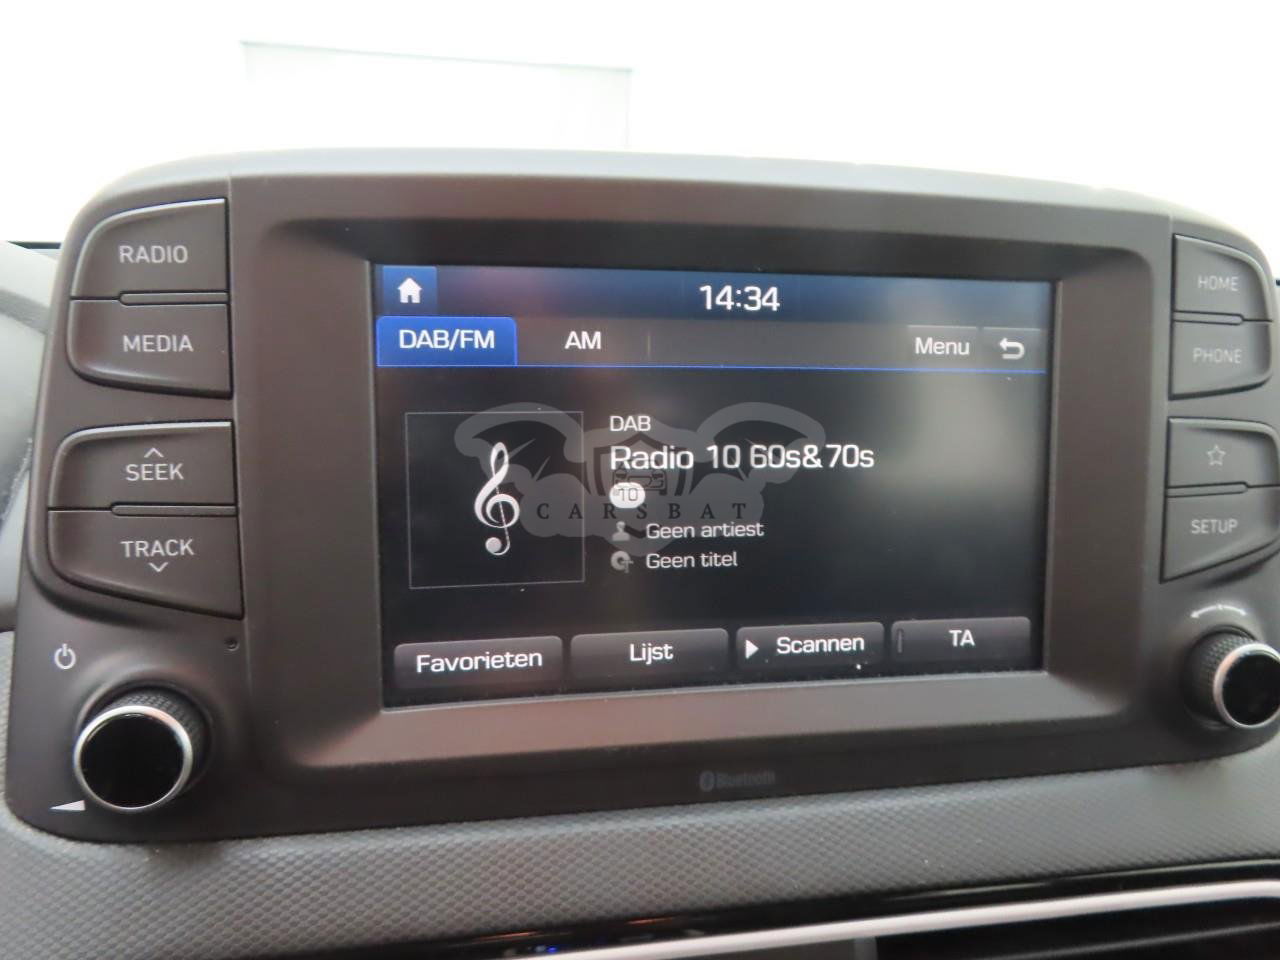 RADIO
MEDIA
SEEK
TRACK
14:34
DAB/FM AM Menu
DAB
Radio 10 60s&70s
10
CARSBAT
Geen artiest
Geen titel
Favorieten Lijst Scannen TA
Bluetooth
HOME
PHONE
SETUP